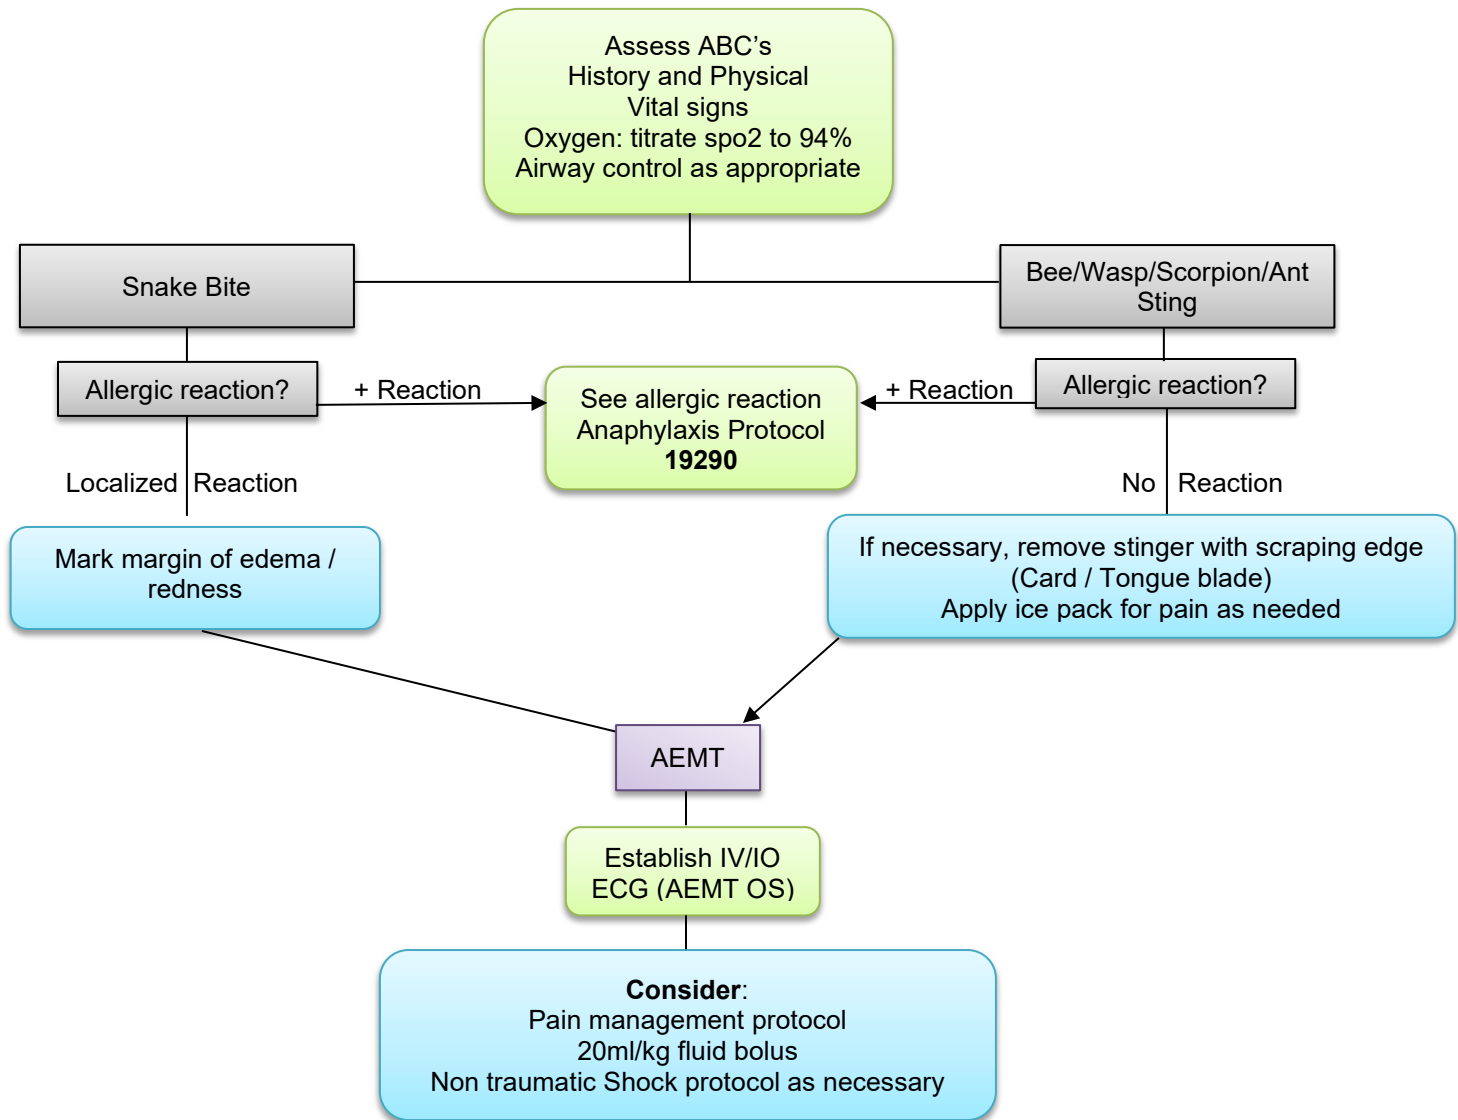 Assess ABC’s
History and Physical
Vital signs
Oxygen: titrate spo2 to 94%
Airway control as appropriate
Snake Bite
Bee/Wasp/Scorpion/Ant
Sting
Allergic reaction?
+ Reaction
See allergic reaction
Anaphylaxis Protocol
19290
+ Reaction
Allergic reaction?
Localized Reaction
No Reaction
Mark margin of edema /
redness
If necessary, remove stinger with scraping edge
(Card / Tongue blade)
Apply ice pack for pain as needed
AEMT
Establish IV/IO
ECG (AEMT OS)
Consider:
Pain management protocol
20ml/kg fluid bolus
Non traumatic Shock protocol as necessary